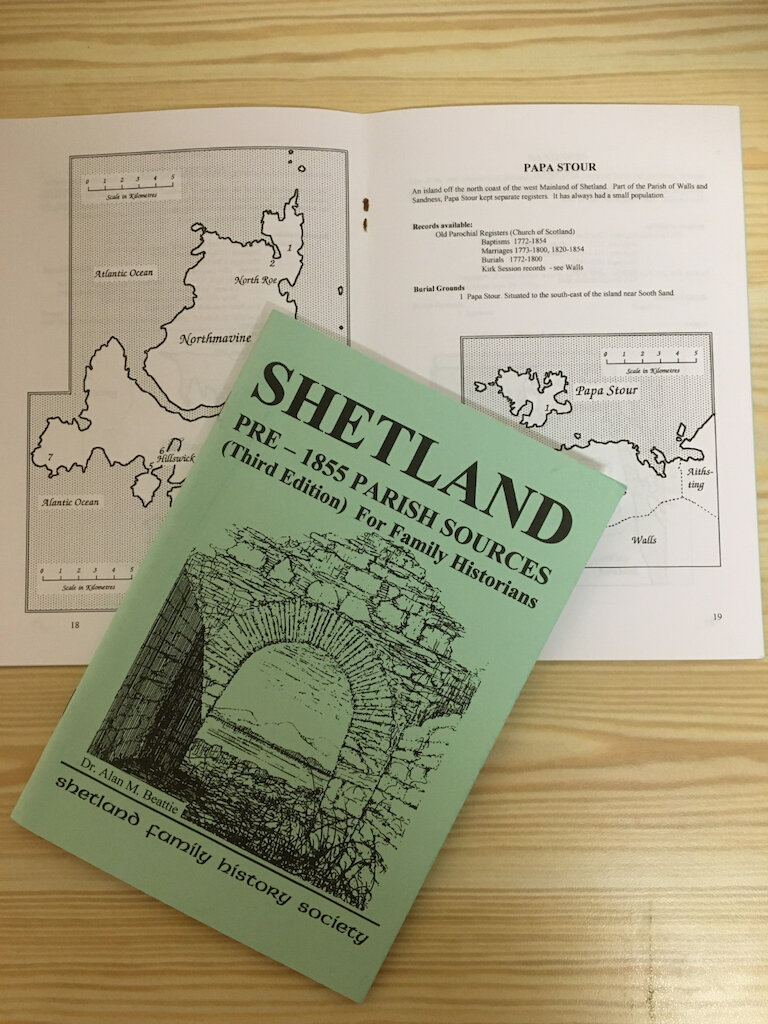 0 1 2 3 4 5
Scale in Kilometres
Atlantic Ocean
1
2
North Roe
Northmavine
7
6
Hillswick
5
Alantic Ocean
0 1 2 3 4 5
Scale in Kilometres
18
PAPA STOUR
An island off the north coast of the west Mainland of Shetland. Part of the Parish of Walls and
Sandness, Papa Stour kept separate registers. It has always had a small population.
Records available:
Old Parochial Registers (Church of Scotland)
Baptisms 1772-1854
Marriages 1773-1800, 1820-1854
Burials 1772-1800
Kirk Session records - see Walls
Burial Grounds
1 Papa Stour. Situated to the south-east of the island near Sooth Sand.
0 1 2 3 4 5
Scale in Kilometres
Papa Stour
Aiths-
ting
Walls
19
SHETLAND
PRE – 1855 PARISH SOURCES
(Third Edition) For Family Historians
Dr. Alan M. Beattie
shetland family history society